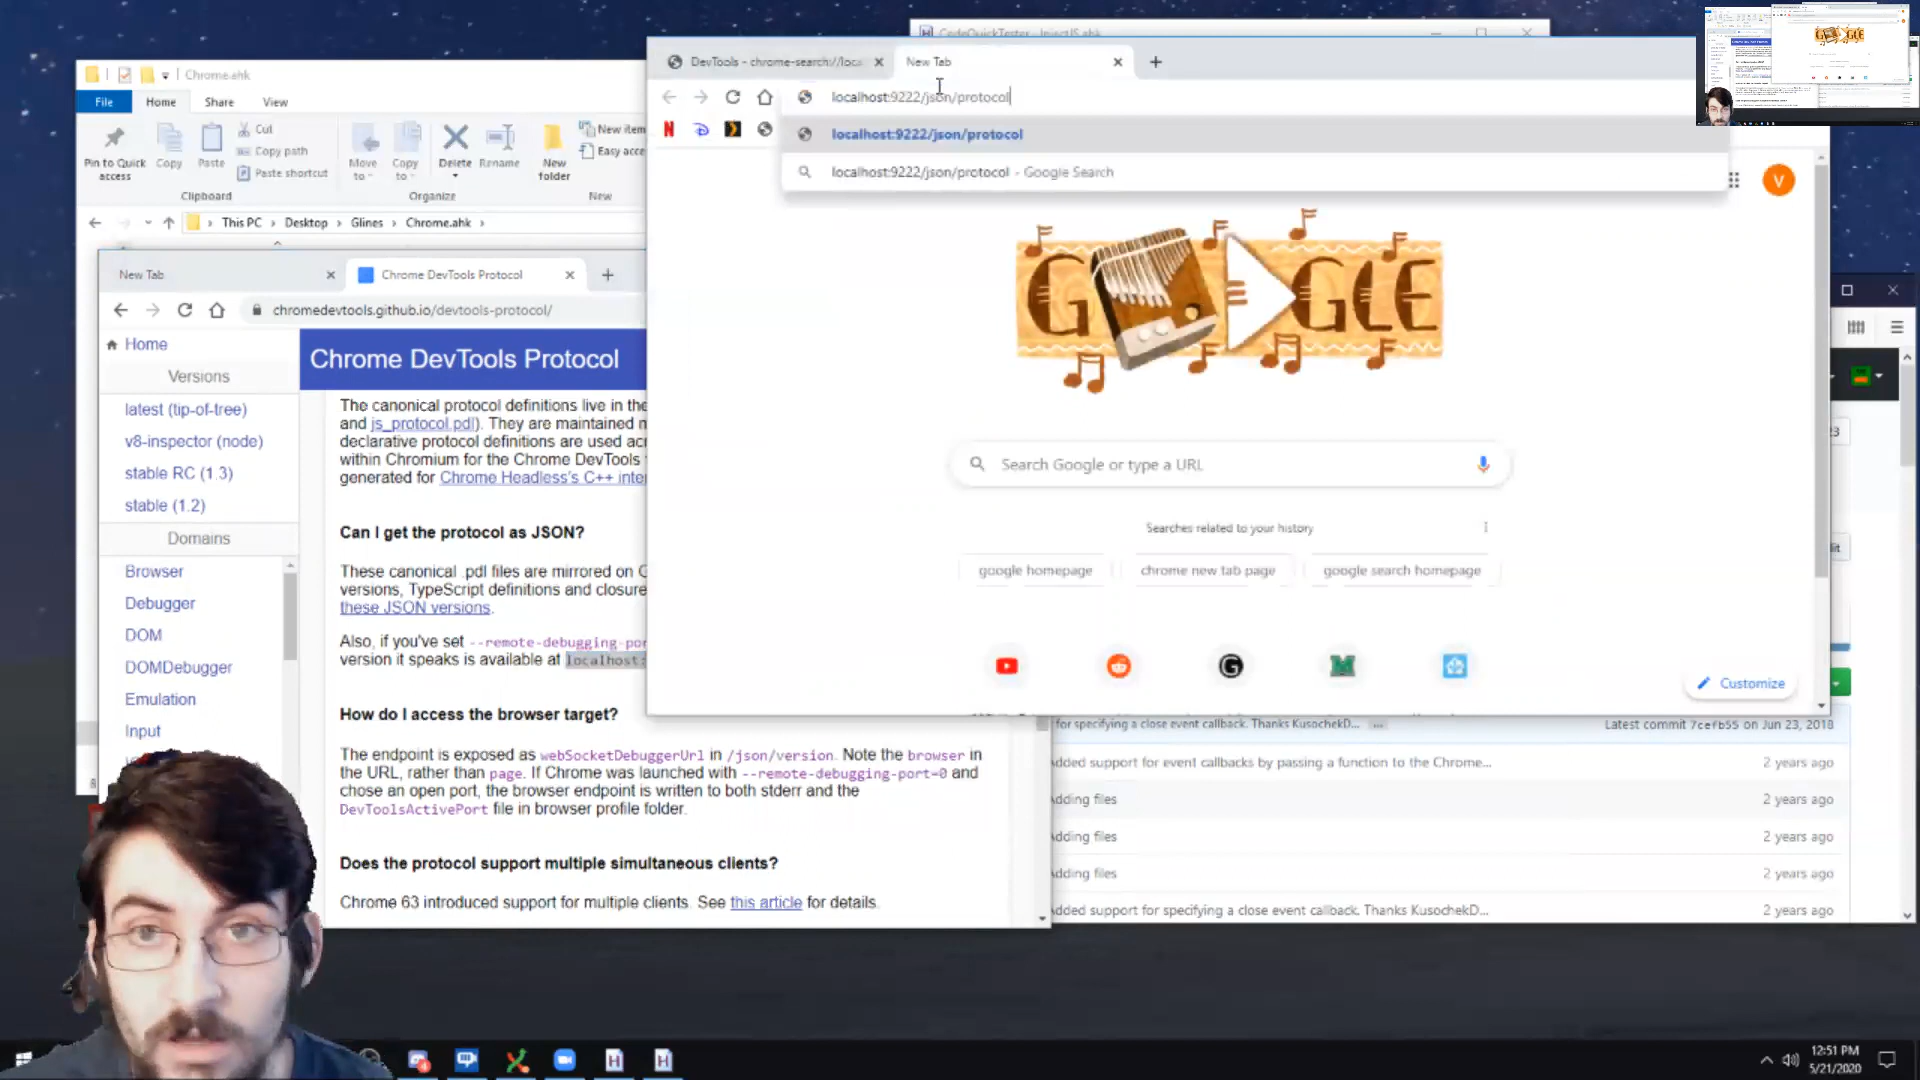 CodeQuickTester - InjectJS.ahk
DevTools - chrome-search://loca
New Tab
localhost:9222/json/protocol
localhost:9222/json/protocol
localhost:9222/json/protocol - Google Search
V
GOOGLE
Search Google or type a URL
Searches related to your history
google homepage
chrome new tab page
google search homepage
Customize
Chrome.ahk
File
Home
Share
View
Pin to Quick access
Copy
Paste
Cut
Copy path
Paste shortcut
Move to
Copy to
Delete
Rename
New folder
New item
Easy acce
Clipboard
Organize
New
This PC > Desktop > Glines > Chrome.ahk >
New Tab
Chrome DevTools Protocol
chromedevtools.github.io/devtools-protocol/
Home
Versions
latest (tip-of-tree)
v8-inspector (node)
stable RC (1.3)
stable (1.2)
Domains
Browser
Debugger
DOM
DOMDebugger
Emulation
Input
Chrome DevTools Protocol
The canonical protocol definitions live in the
and js_protocol.pdl). They are maintained m
declarative protocol definitions are used acr
within Chromium for the Chrome DevTools
generated for Chrome Headless's C++ inter
Can I get the protocol as JSON?
These canonical .pdl files are mirrored on G
versions, TypeScript definitions and closure
these JSON versions.
Also, if you've set --remote-debugging-por
version it speaks is available at localhost:
How do I access the browser target?
The endpoint is exposed as webSocketDebuggerUrl in /json/version. Note the browser in
the URL, rather than page. If Chrome was launched with --remote-debugging-port=0 and
chose an open port, the browser endpoint is written to both stderr and the
DevToolsActivePort file in browser profile folder.
Does the protocol support multiple simultaneous clients?
Chrome 63 introduced support for multiple clients. See this article for details.
23
for specifying a close event callback. Thanks KusochekD... ...
Latest commit 7cefb55 on Jun 23, 2018
Added support for event callbacks by passing a function to the Chrome...
2 years ago
Adding files
2 years ago
Adding files
2 years ago
Adding files
2 years ago
Added support for specifying a close event callback. Thanks KusochekD...
2 years ago
12:51 PM
5/21/2020